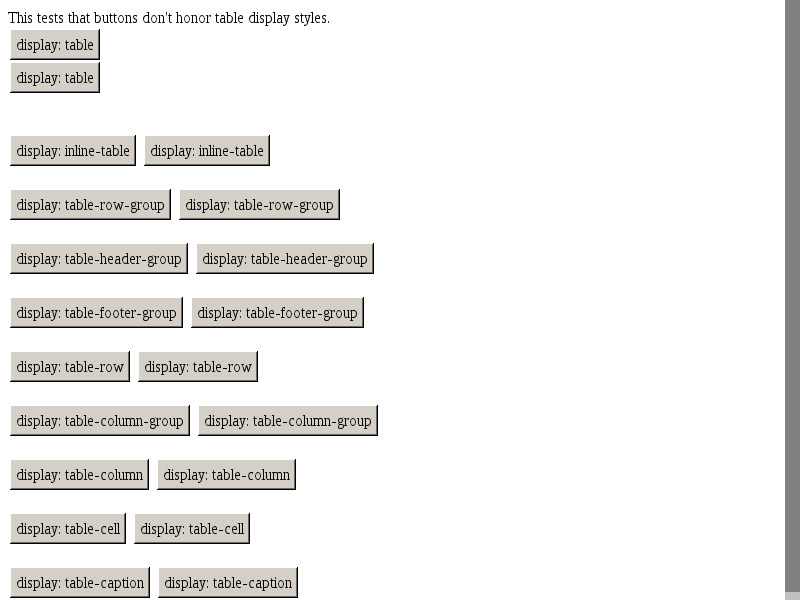 This tests that buttons don't honor table display styles.
display: table
display: table
display: inline-table display: inline-table
display: table-row-group display: table-row-group
display: table-header-group display: table-header-group
display: table-footer-group display: table-footer-group
display: table-row display: table-row
display: table-column-group display: table-column-group
display: table-column display: table-column
display: table-cell display: table-cell
display: table-caption display: table-caption